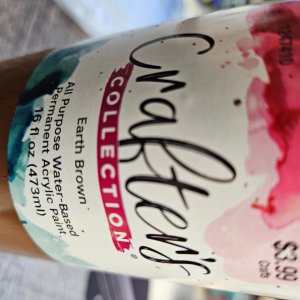 Crafter's
COLLECTION®
Earth Brown
All Purpose Water-Based
Permanent Acrylic Paint
16 fl oz (473ml)
$3.99